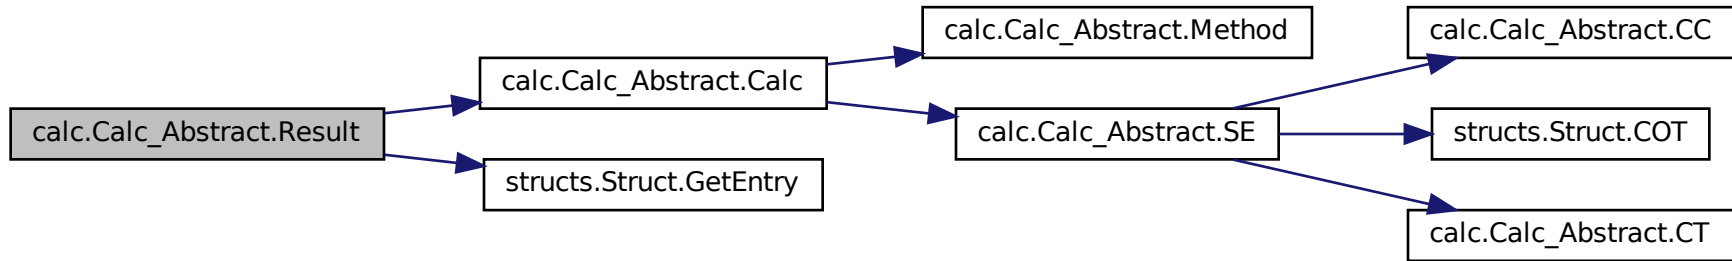 calc.Calc_Abstract.Result
calc.Calc_Abstract.Calc
structs.Struct.GetEntry
calc.Calc_Abstract.Method
calc.Calc_Abstract.SE
calc.Calc_Abstract.CC
structs.Struct.COT
calc.Calc_Abstract.CT